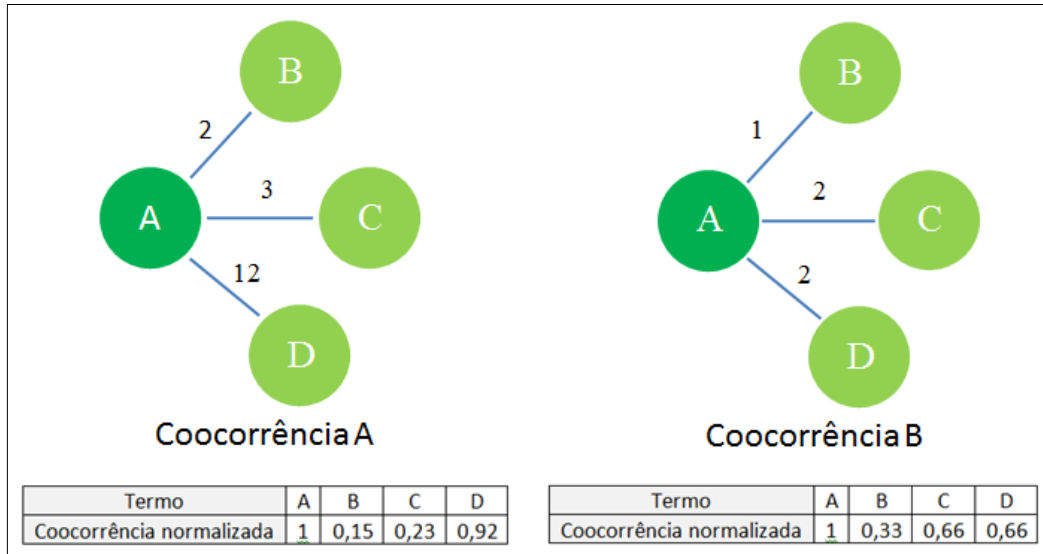 B
2
A
3
C
12
D
Coocorrência A
Termo A B C D
Coocorrência normalizada 1 0,15 0,23 0,92
B
1
A
2
C
2
D
Coocorrência B
Termo A B C D
Coocorrência normalizada 1 0,33 0,66 0,66